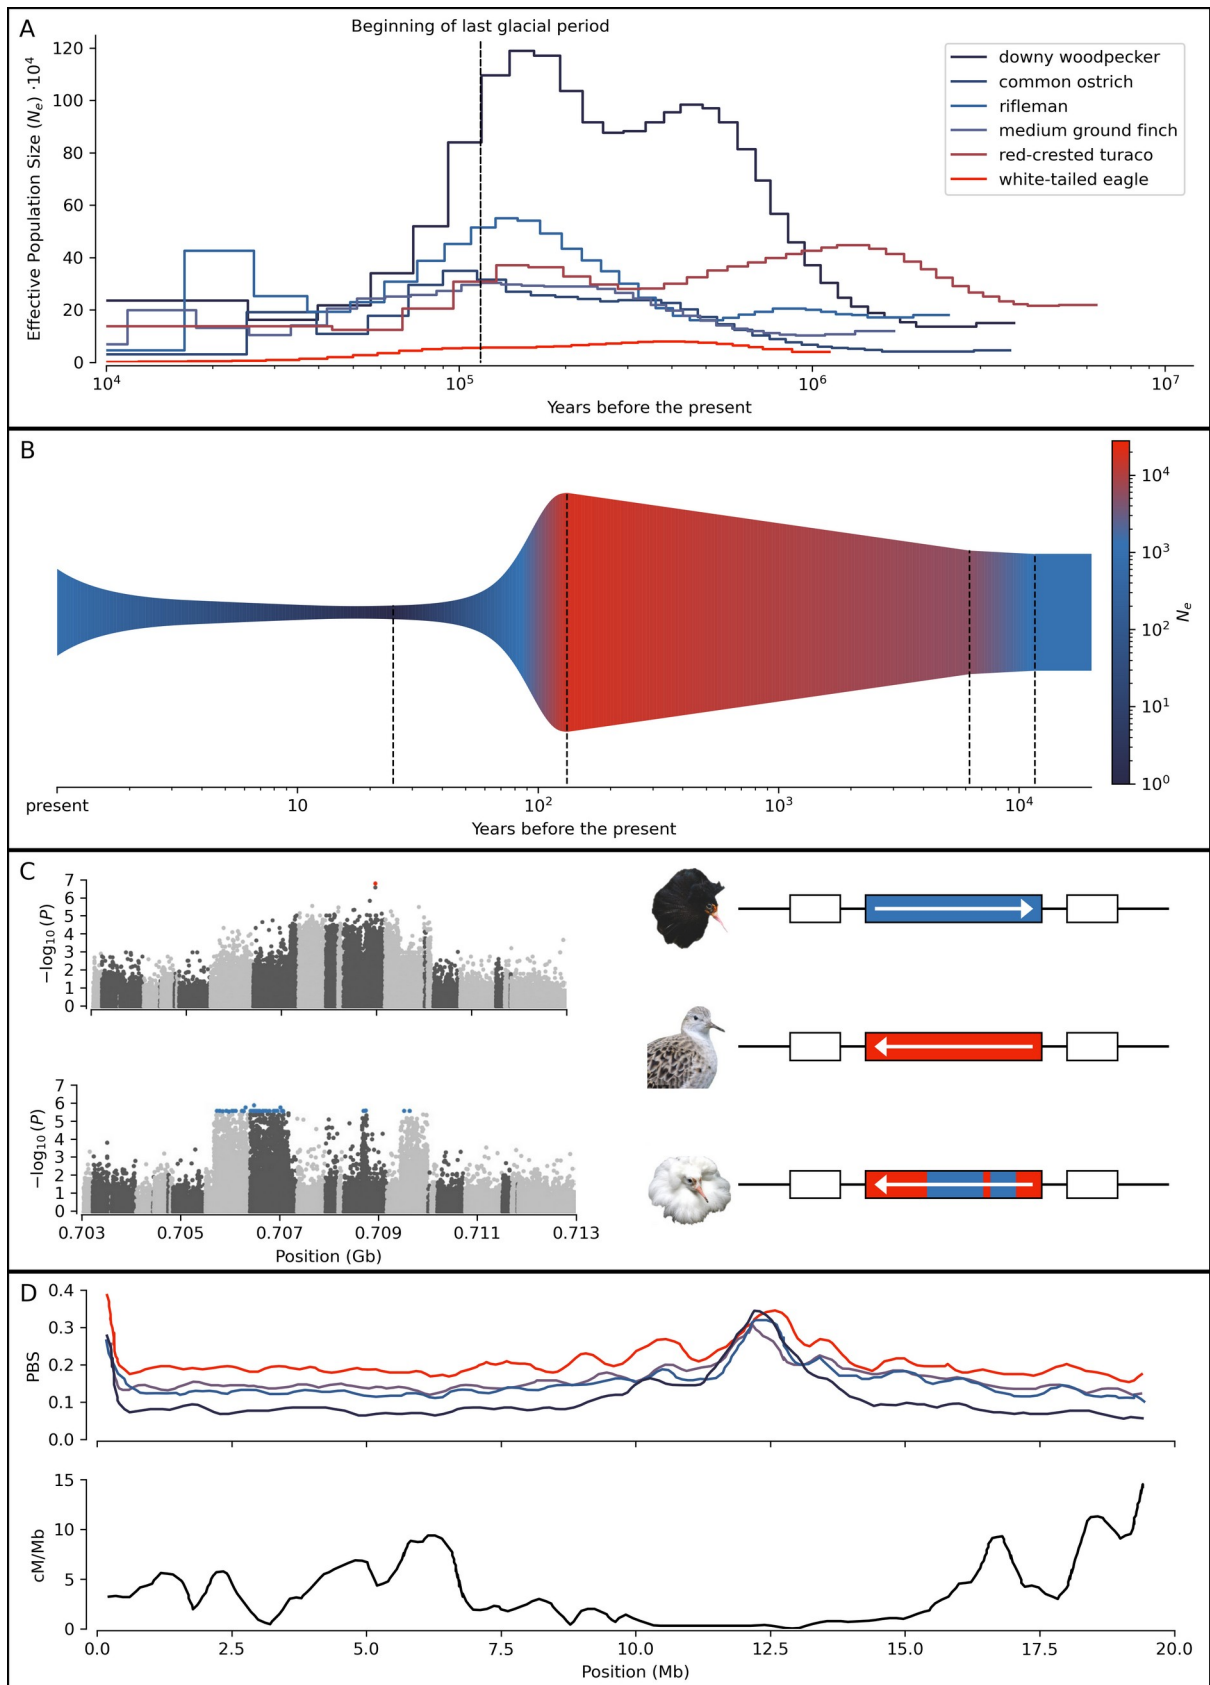 A
Beginning of last glacial period
Effective Population Size (Nₑ) ·10⁴
120
100
80
60
40
20
0
downy woodpecker
common ostrich
rifleman
medium ground finch
red-crested turaco
white-tailed eagle
10⁴ 10⁵ 10⁶ 10⁷
Years before the present
B
10⁴
10³
10²
10¹
10⁰
Nₑ
present 10 10² 10³ 10⁴
Years before the present
C
−log₁₀(P)
7
6
5
4
3
2
1
0
−log₁₀(P)
7
6
5
4
3
2
1
0
0.703 0.705 0.707 0.709 0.711 0.713
Position (Gb)
D
PBS
0.4
0.3
0.2
0.1
0.0
cM/Mb
15
10
5
0
0.0 2.5 5.0 7.5 10.0 12.5 15.0 17.5 20.0
Position (Mb)